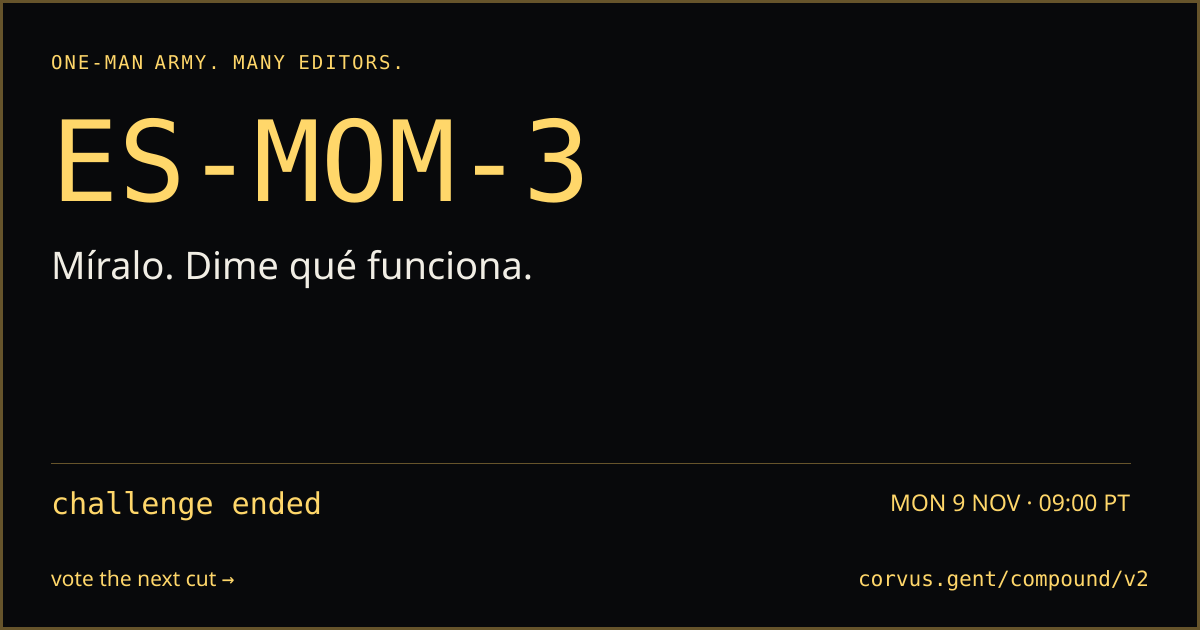 ONE-MAN ARMY. MANY EDITORS.
ES-MOM-3
Míralo. Dime qué funciona.
challenge ended
MON 9 NOV · 09:00 PT
vote the next cut →
corvus.gent/compound/v2